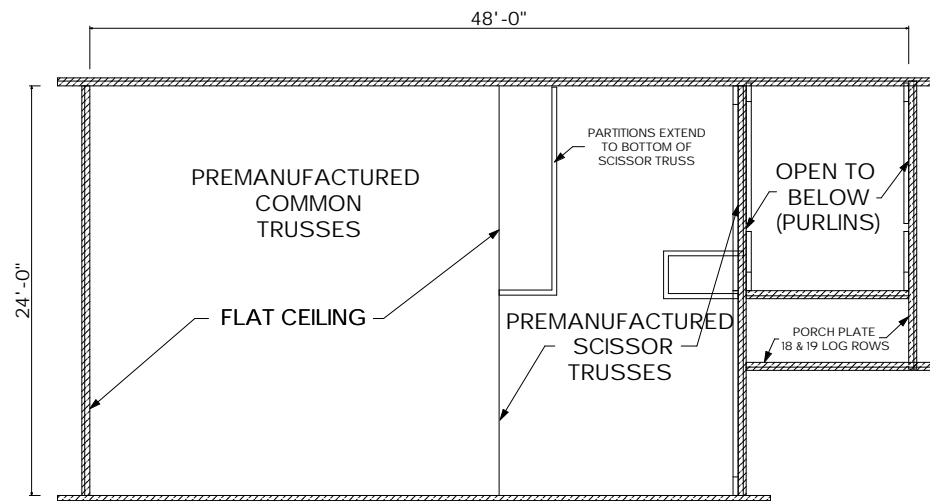 48'-0"
PARTITIONS EXTEND
TO BOTTOM OF
SCISSOR TRUSS
PREMANUFACTURED
COMMON
TRUSSES
OPEN TO
BELOW
(PURLINS)
24'-0"
FLAT CEILING
PREMANUFACTURED
SCISSOR
TRUSSES
PORCH PLATE
18 & 19 LOG ROWS